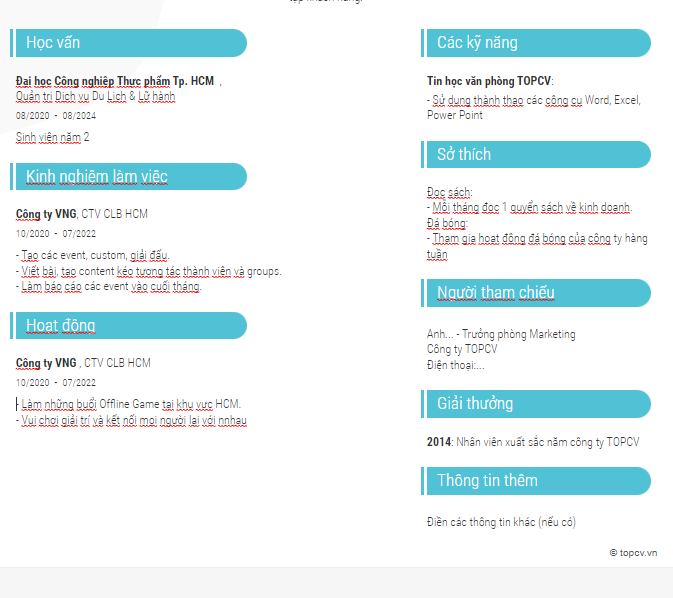 Học vấn
Đại học Công nghiệp Thực phẩm Tp. HCM ,
Quản trị Dịch vụ Du Lịch & Lữ hành
08/2020 - 08/2024
Sinh viên năm 2
Kinh nghiệm làm việc
Công ty VNG, CTV CLB HCM
10/2020 - 07/2022
- Tạo các event, custom, giải đấu.
- Viết bài, tạo content kéo tương tác thành viên và groups.
- Làm báo cáo các event vào cuối tháng.
Hoạt động
Công ty VNG , CTV CLB HCM
10/2020 - 07/2022
- Làm những buổi Offline Game tại khu vực HCM.
- Vui chơi giải trí và kết nối mọi người lại với nnhau
Các kỹ năng
Tin học văn phòng TOPCV:
- Sử dụng thành thạo các công cụ Word, Excel,
Power Point
Sở thích
Đọc sách:
- Mỗi tháng đọc 1 quyển sách về kinh doanh.
Đá bóng:
- Tham gia hoạt động đá bóng của công ty hàng
tuần
Người tham chiếu
Anh... - Trưởng phòng Marketing
Công ty TOPCV
Điện thoại:...
Giải thưởng
2014: Nhân viên xuất sắc năm công ty TOPCV
Thông tin thêm
Điền các thông tin khác (nếu có)
© topcv.vn